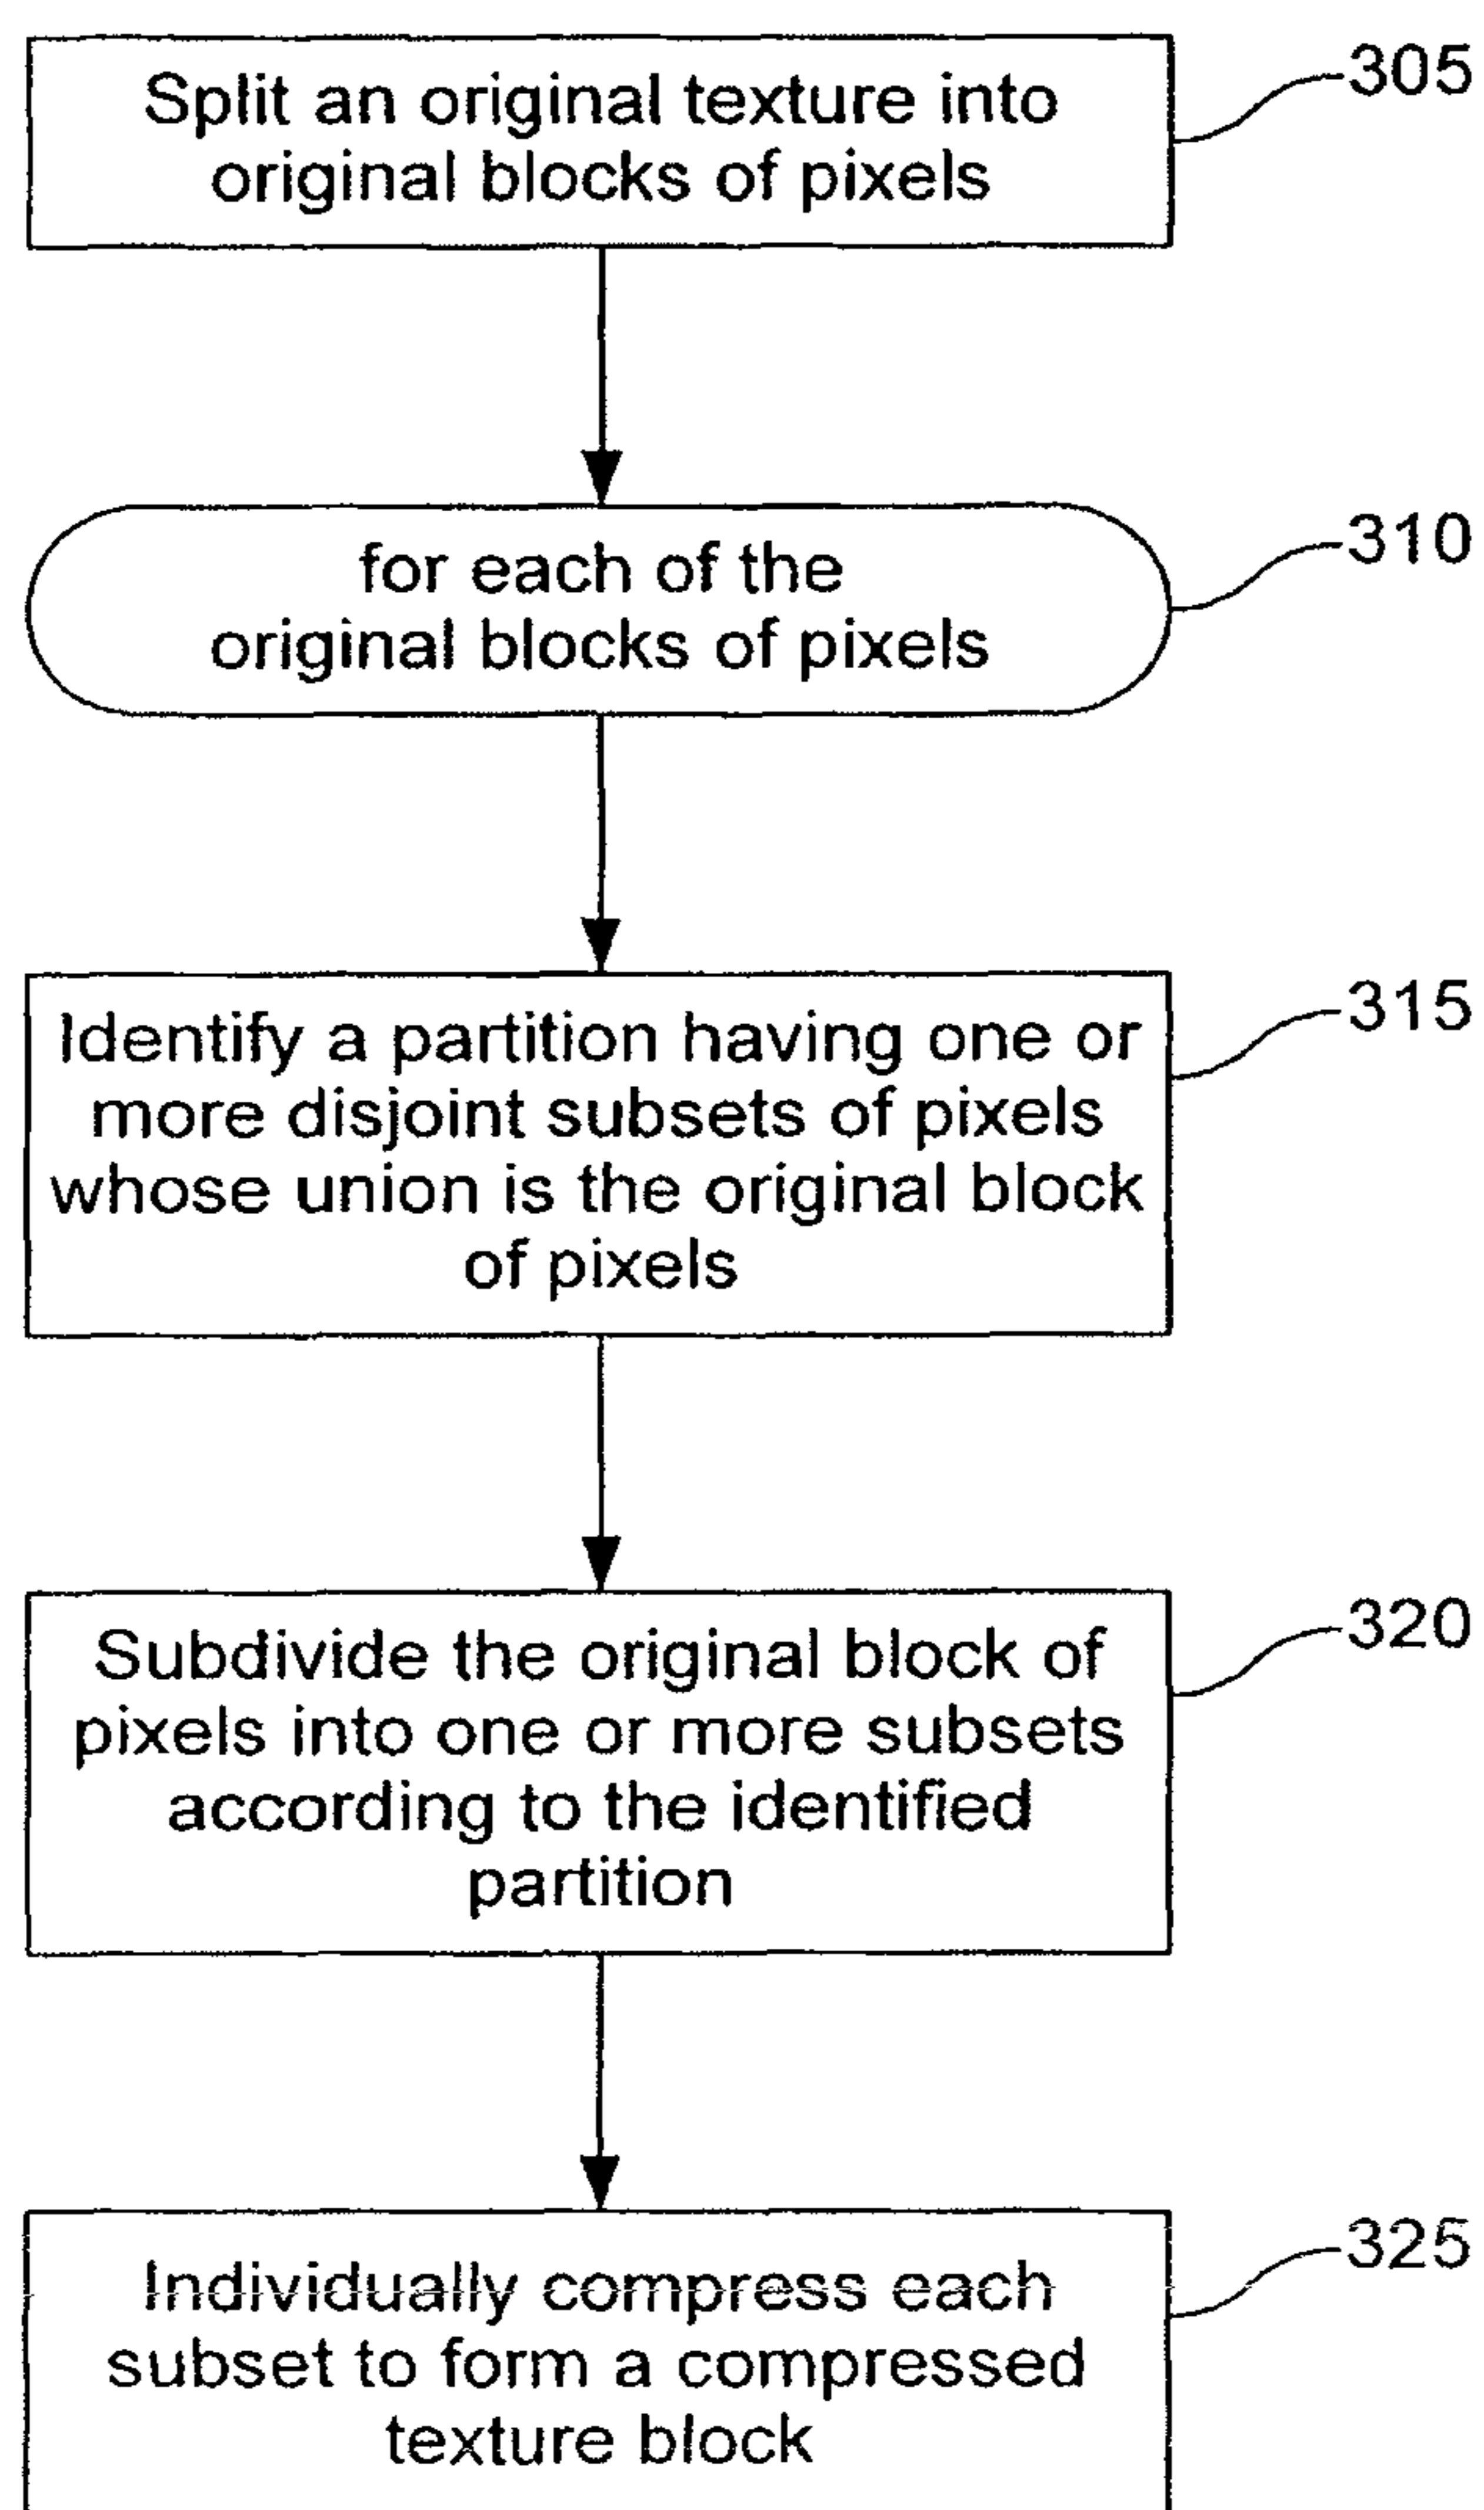 Split an original texture into
original blocks of pixels
305
for each of the
original blocks of pixels
310
Identify a partition having one or
more disjoint subsets of pixels
whose union is the original block
of pixels
315
Subdivide the original block of
pixels into one or more subsets
according to the identified
partition
320
Individually compress each
subset to form a compressed
texture block
325